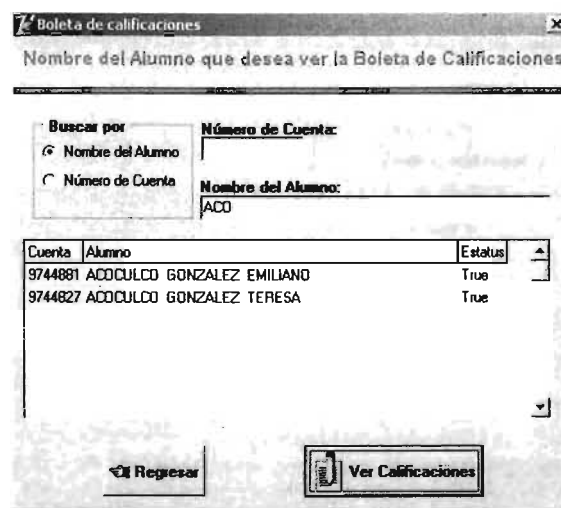 Boleta de calificaciones
Nombre del Alumno que desea ver la Boleta de Calificaciones
Buscar por
Nombre del Alumno
Número de Cuenta
Número de Cuenta:
Nombre del Alumno:
ACO
Cuenta Alumno Estatus
9744881 ACOCULCO GONZALEZ EMILIANO True
9744827 ACOCULCO GONZALEZ TERESA True
Regresar
Ver Calificaciones